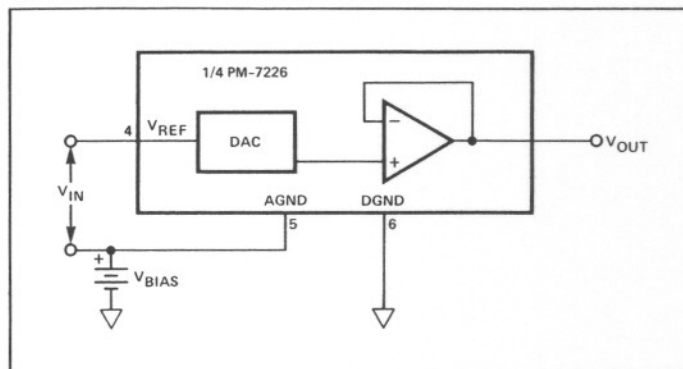 1/4 PM-7226
4
VREF
DAC
−
+
VOUT
VIN
AGND
DGND
5
6
+
VBIAS